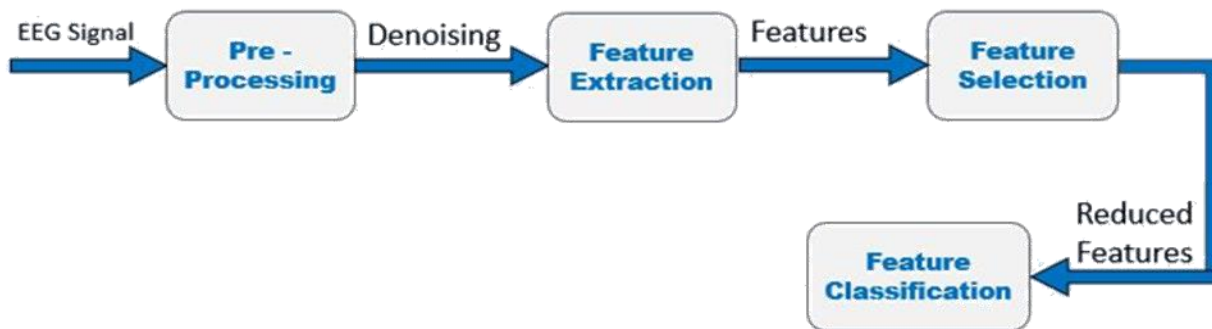 EEG Signal
Pre -
Processing
Denoising
Feature
Extraction
Features
Feature
Selection
Reduced
Features
Feature
Classification